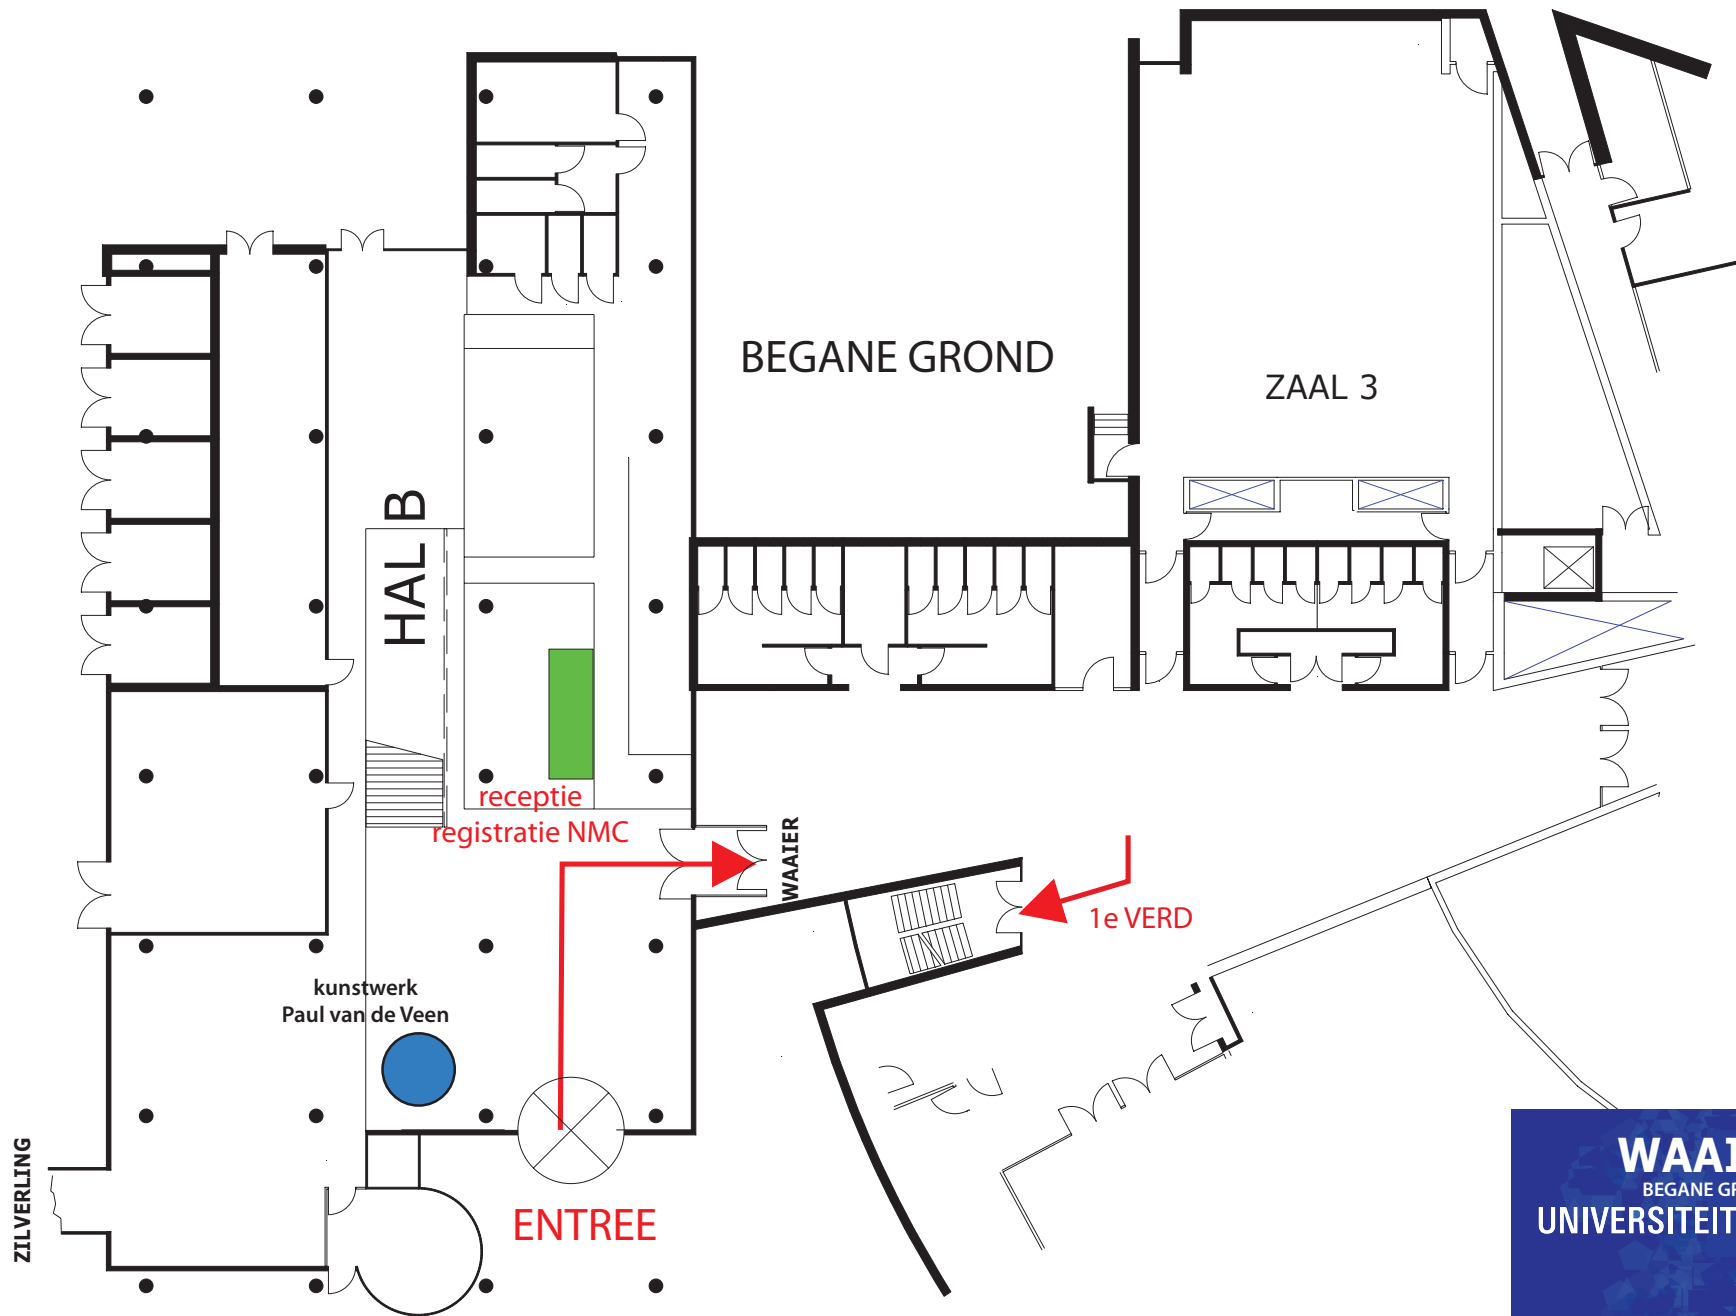 BEGANE GROND
ZAAL 3
HAL B
receptie
registratie NMC
WAAIER
1e VERD
kunstwerk
Paul van de Veen
ZILVERLING
ENTREE
WAAI
BEGANE GR
UNIVERSITEIT